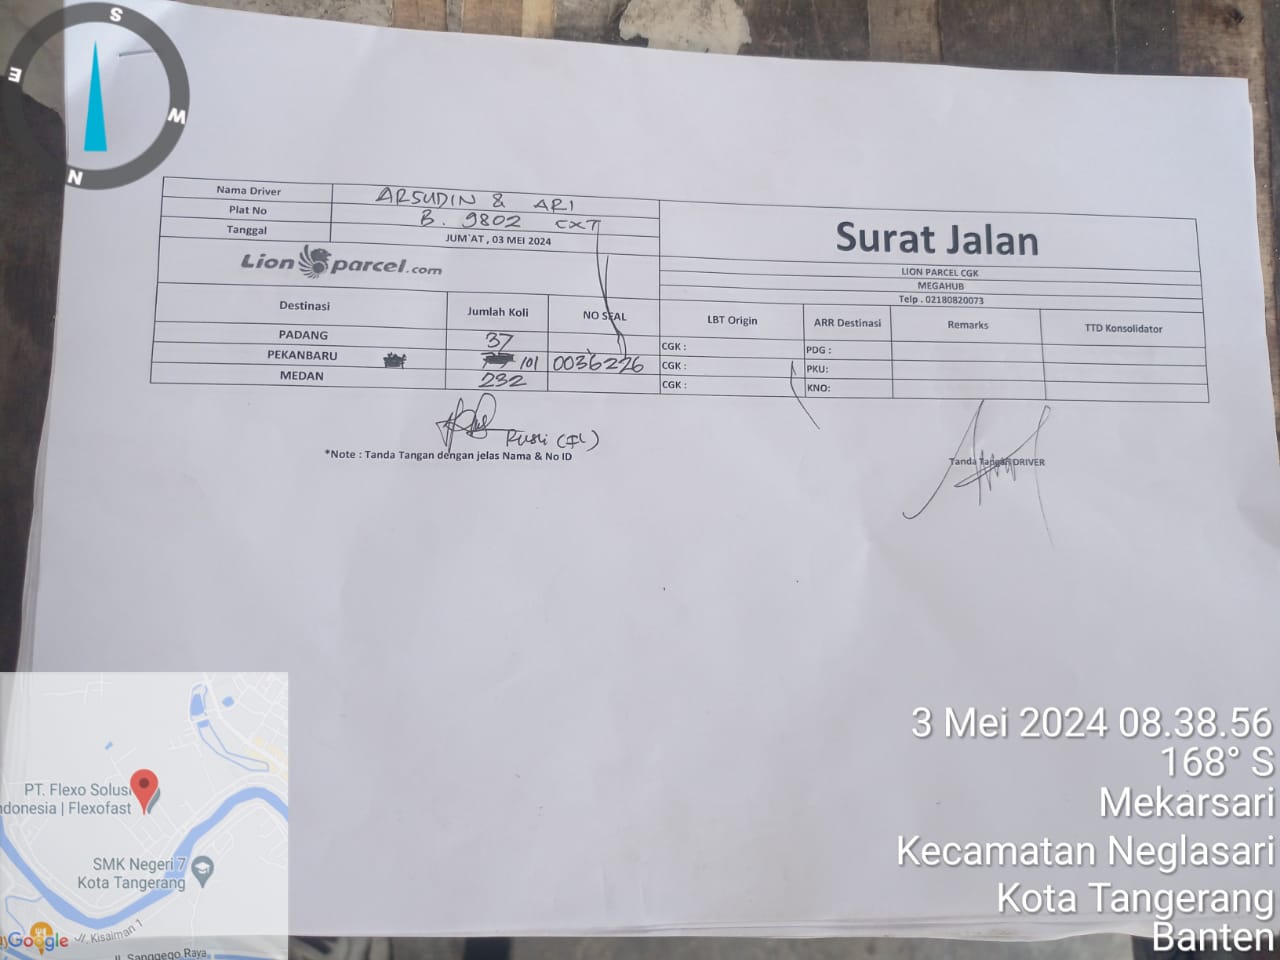 S
E
W
N
Nama Driver ARSUDIN & ARI
Plat No B. 9802 CXT
Tanggal JUM'AT , 03 MEI 2024
Lion parcel.com
Surat Jalan
LION PARCEL CGK
MEGAHUB
Telp . 02180820073
Destinasi Jumlah Koli NO SEAL LBT Origin ARR Destinasi Remarks TTD Konsolidator
PADANG 37 CGK : PDG :
PEKANBARU 101 0036226 CGK : PKU:
MEDAN 232 CGK : KNO:
Rusli (IL)
*Note : Tanda Tangan dengan jelas Nama & No ID
Tanda Tangan DRIVER
3 Mei 2024 08.38.56
168° S
Mekarsari
Kecamatan Neglasari
Kota Tangerang
Banten
PT. Flexo Solusi
ndonesia | Flexofast
SMK Negeri 7
Kota Tangerang
Jl. Kisaiman 1
Google
Jl. Sanggego Raya